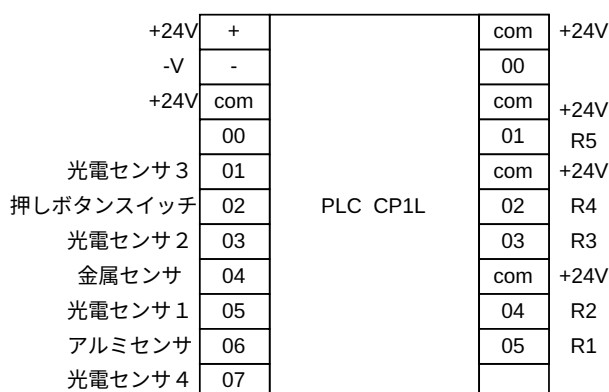 +24V + com +24V
-V - 00
+24V com com +24V
00 01 R5
光電センサ３ 01 com +24V
押しボタンスイッチ 02 PLC CP1L 02 R4
光電センサ２ 03 03 R3
金属センサ 04 com +24V
光電センサ１ 05 04 R2
アルミセンサ 06 05 R1
光電センサ４ 07